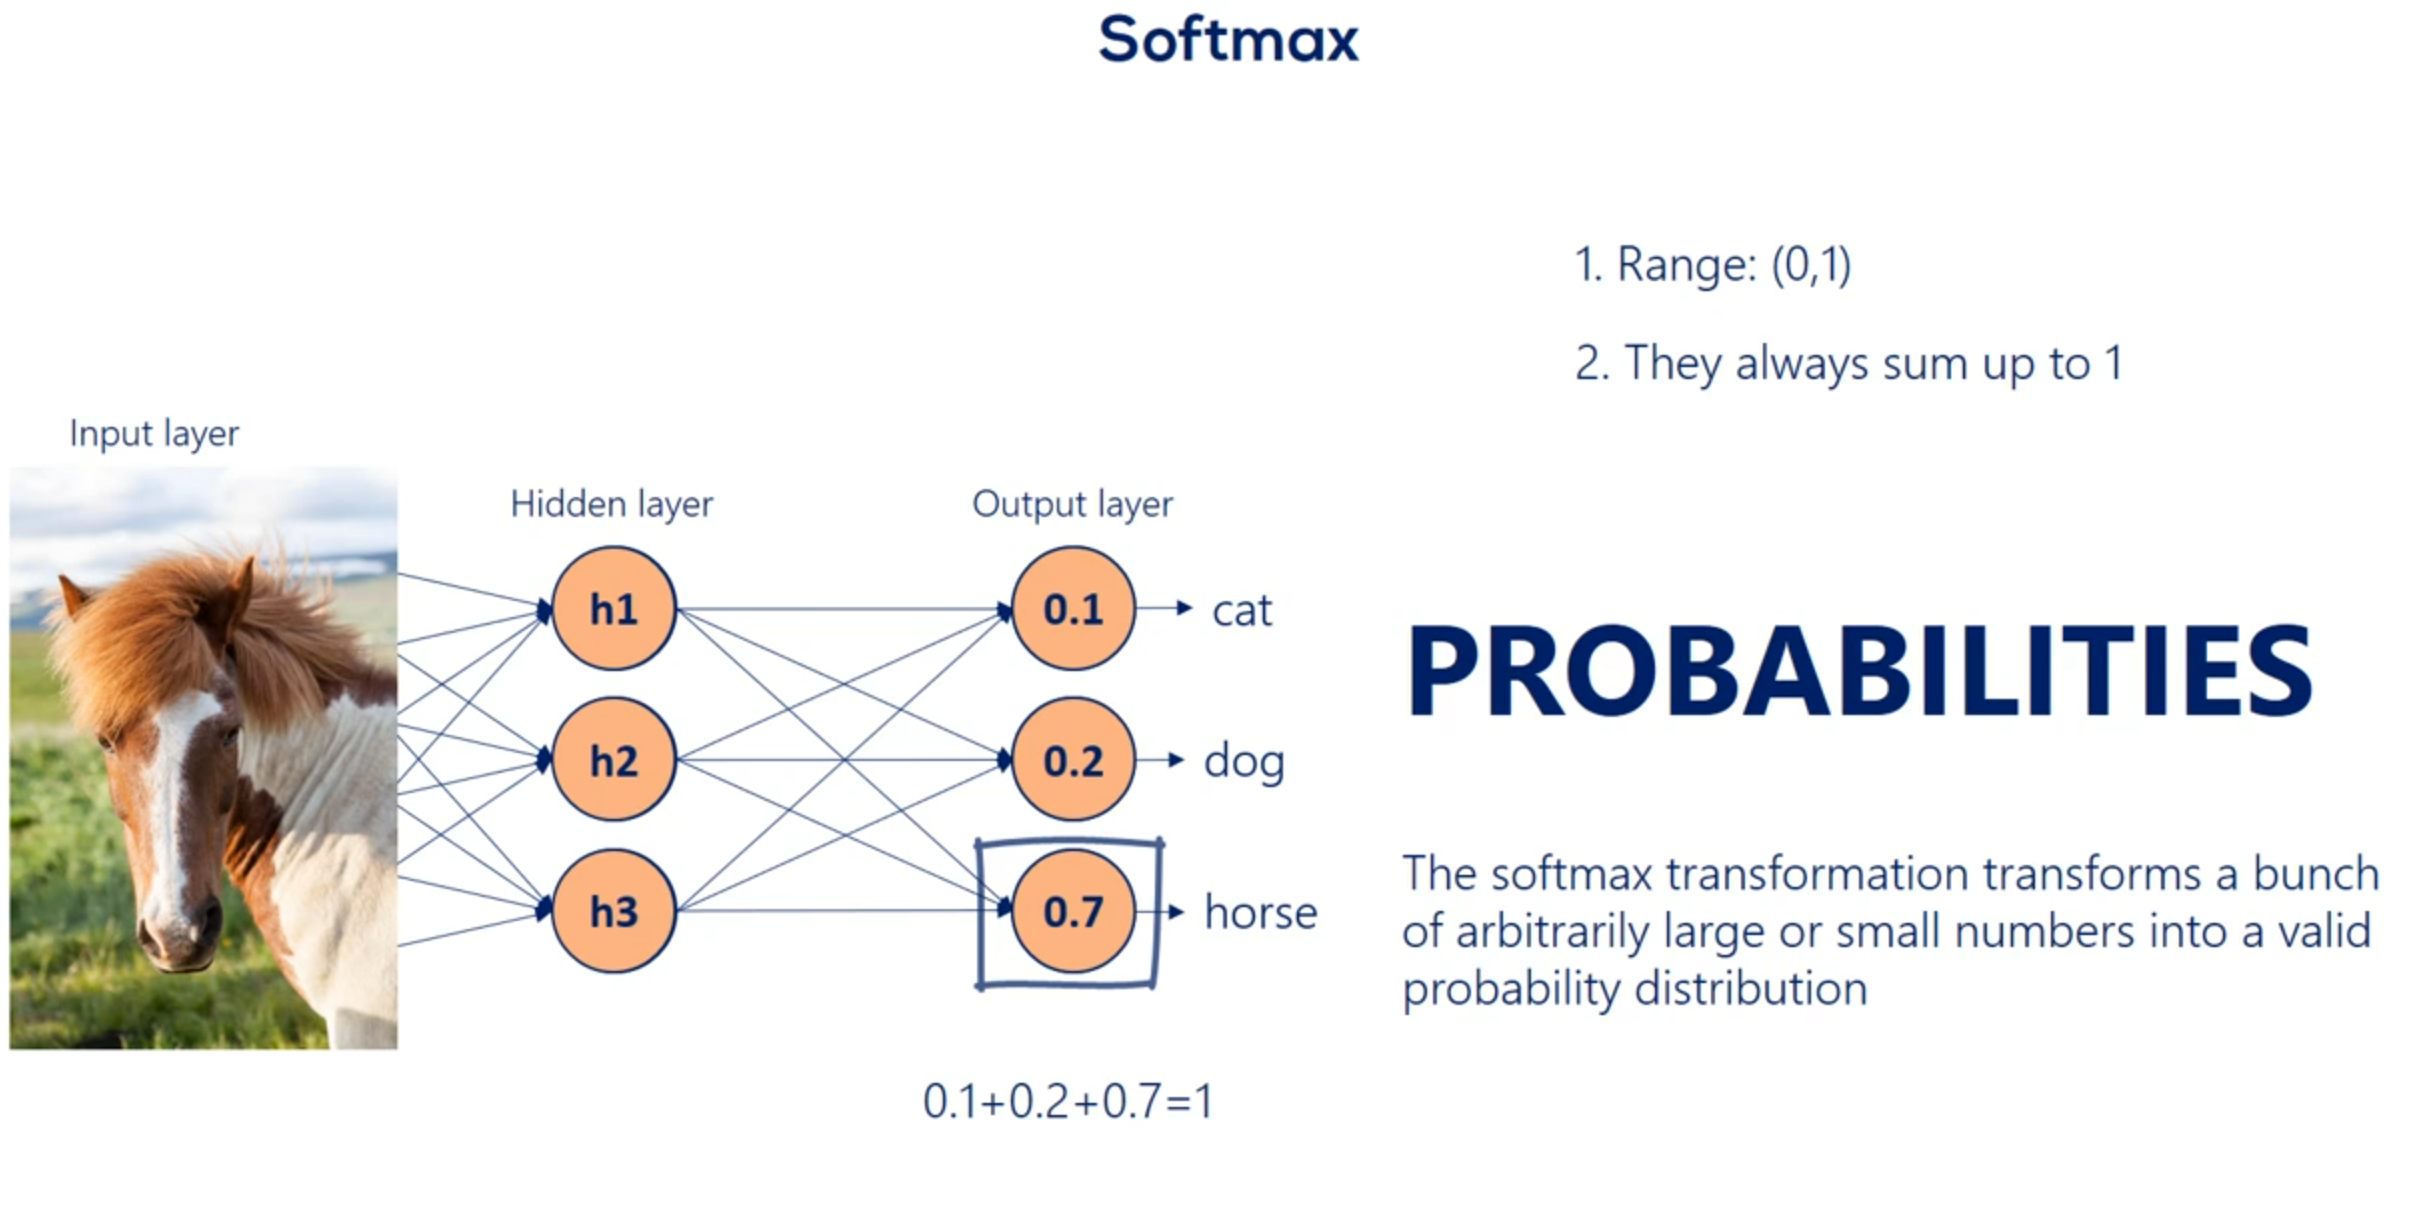 Softmax
1. Range: (0,1)
2. They always sum up to 1
Input layer
Hidden layer
Output layer
h1
0.1
cat
h2
0.2
dog
h3
0.7
horse
0.1+0.2+0.7=1
PROBABILITIES
The softmax transformation transforms a bunch
of arbitrarily large or small numbers into a valid
probability distribution